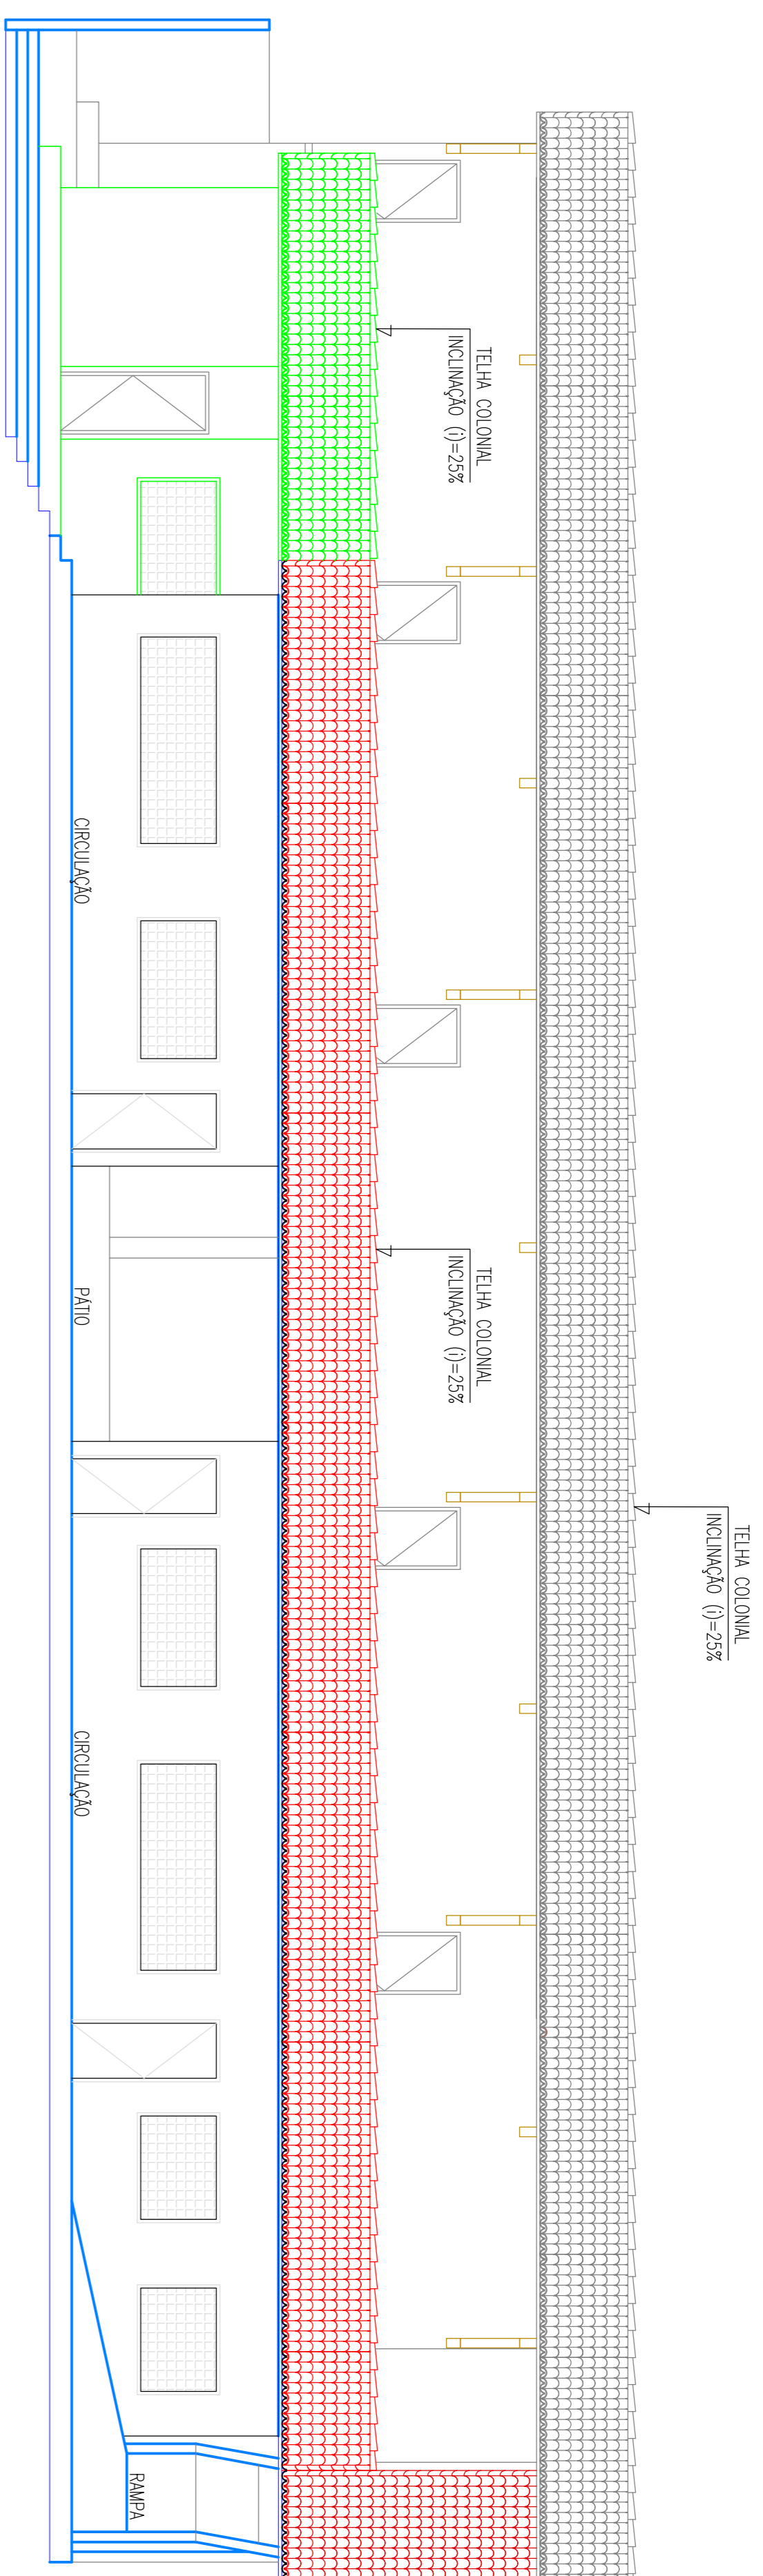 TELHA COLONIAL
INCLINAÇÃO (i)=25%
TELHA COLONIAL
INCLINAÇÃO (i)=25%
TELHA COLONIAL
INCLINAÇÃO (i)=25%
CIRCULAÇÃO
PÁTIO
CIRCULAÇÃO
RAMPA